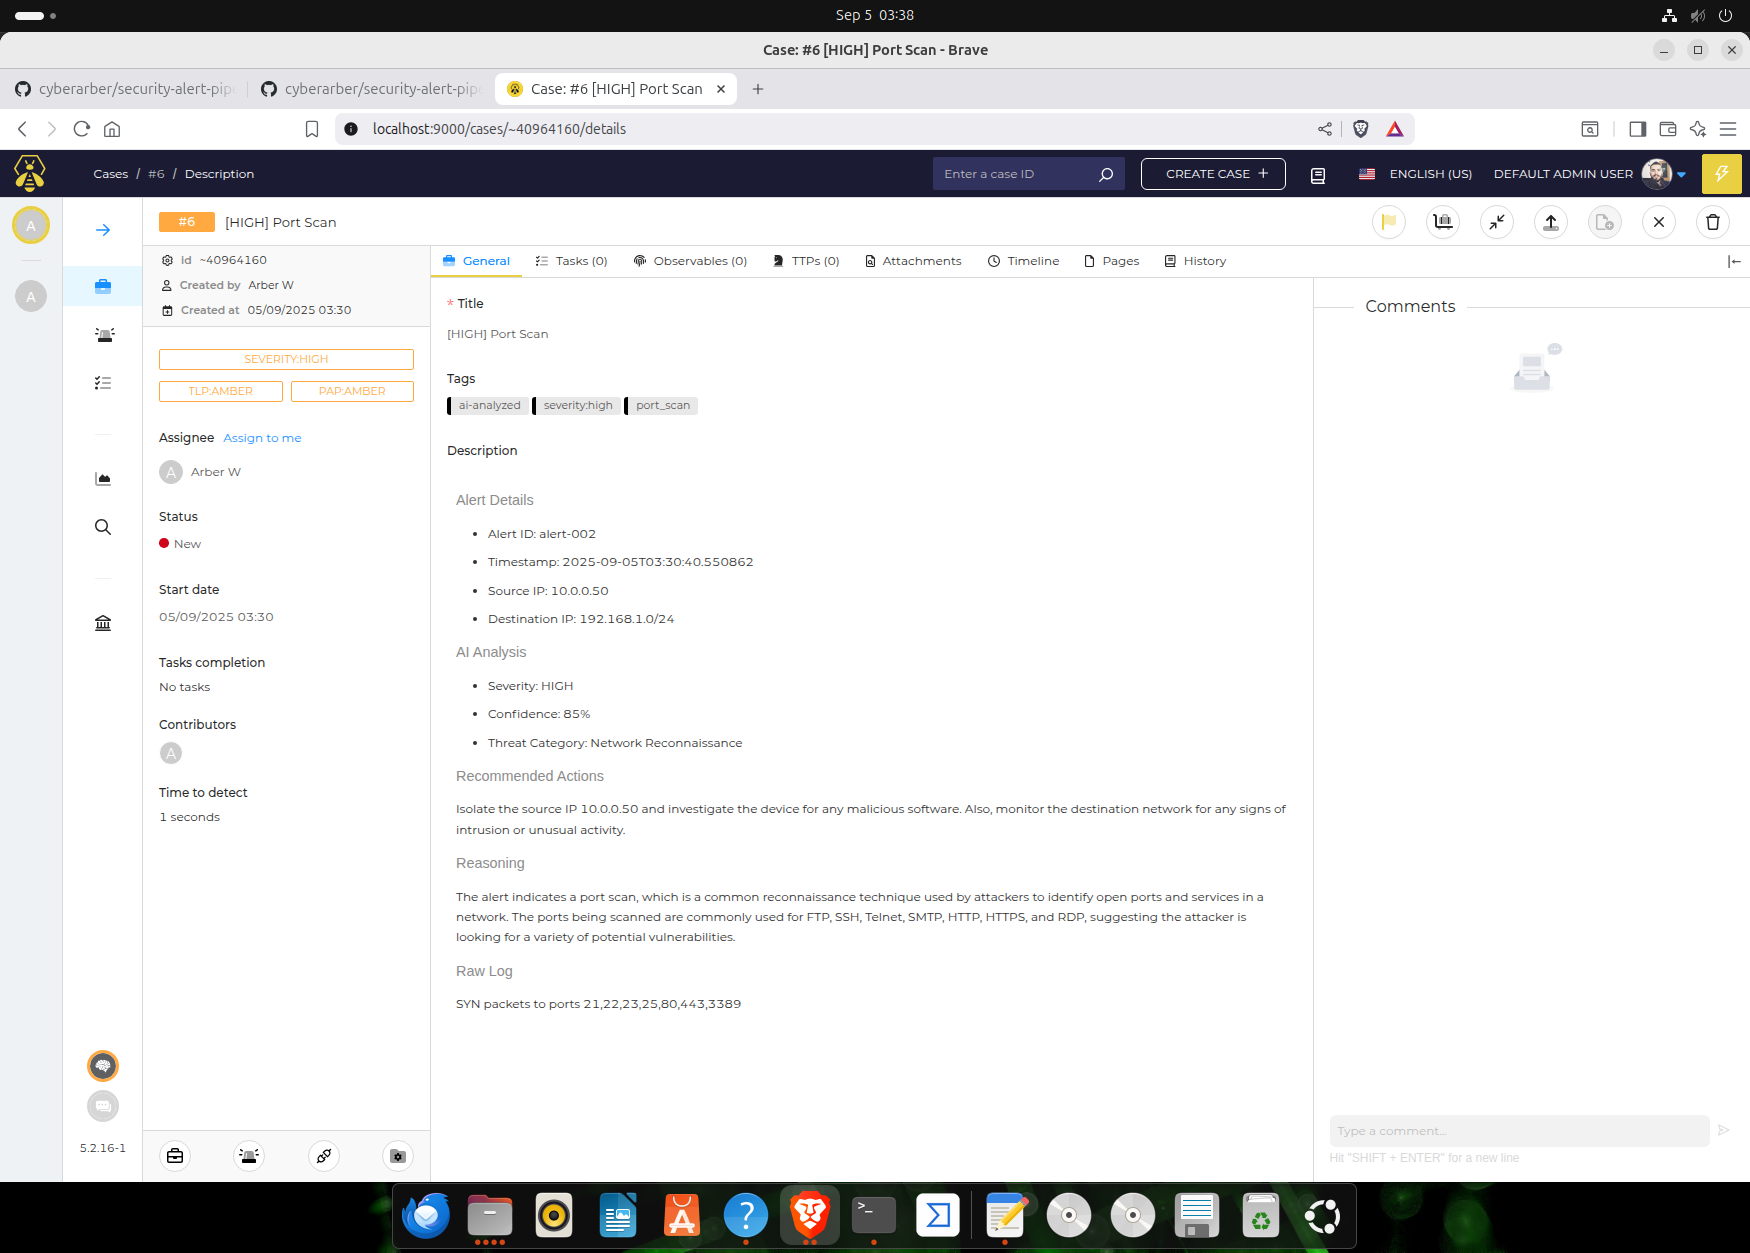 Sep 5 03:38
Case: #6 [HIGH] Port Scan - Brave
cyberarber/security-alert-pip
cyberarber/security-alert-pip
Case: #6 [HIGH] Port Scan
localhost:9000/cases/~40964160/details
Cases / #6 / Description
Enter a case ID
CREATE CASE +
ENGLISH (US)
DEFAULT ADMIN USER
A
A
#6 [HIGH] Port Scan
Id ~40964160
Created by Arber W
Created at 05/09/2025 03:30
SEVERITY:HIGH
TLP:AMBER PAP:AMBER
Assignee Assign to me
A Arber W
Status
New
Start date
05/09/2025 03:30
Tasks completion
No tasks
Contributors
A
Time to detect
1 seconds
5.2.16-1
General Tasks (0) Observables (0) TTPs (0) Attachments Timeline Pages History
* Title
[HIGH] Port Scan
Tags
ai-analyzed severity:high port_scan
Description
Alert Details
• Alert ID: alert-002
• Timestamp: 2025-09-05T03:30:40.550862
• Source IP: 10.0.0.50
• Destination IP: 192.168.1.0/24
AI Analysis
• Severity: HIGH
• Confidence: 85%
• Threat Category: Network Reconnaissance
Recommended Actions
Isolate the source IP 10.0.0.50 and investigate the device for any malicious software. Also, monitor the destination network for any signs of
intrusion or unusual activity.
Reasoning
The alert indicates a port scan, which is a common reconnaissance technique used by attackers to identify open ports and services in a
network. The ports being scanned are commonly used for FTP, SSH, Telnet, SMTP, HTTP, HTTPS, and RDP, suggesting the attacker is
looking for a variety of potential vulnerabilities.
Raw Log
SYN packets to ports 21,22,23,25,80,443,3389
Comments
Type a comment...
Hit "SHIFT + ENTER" for a new line